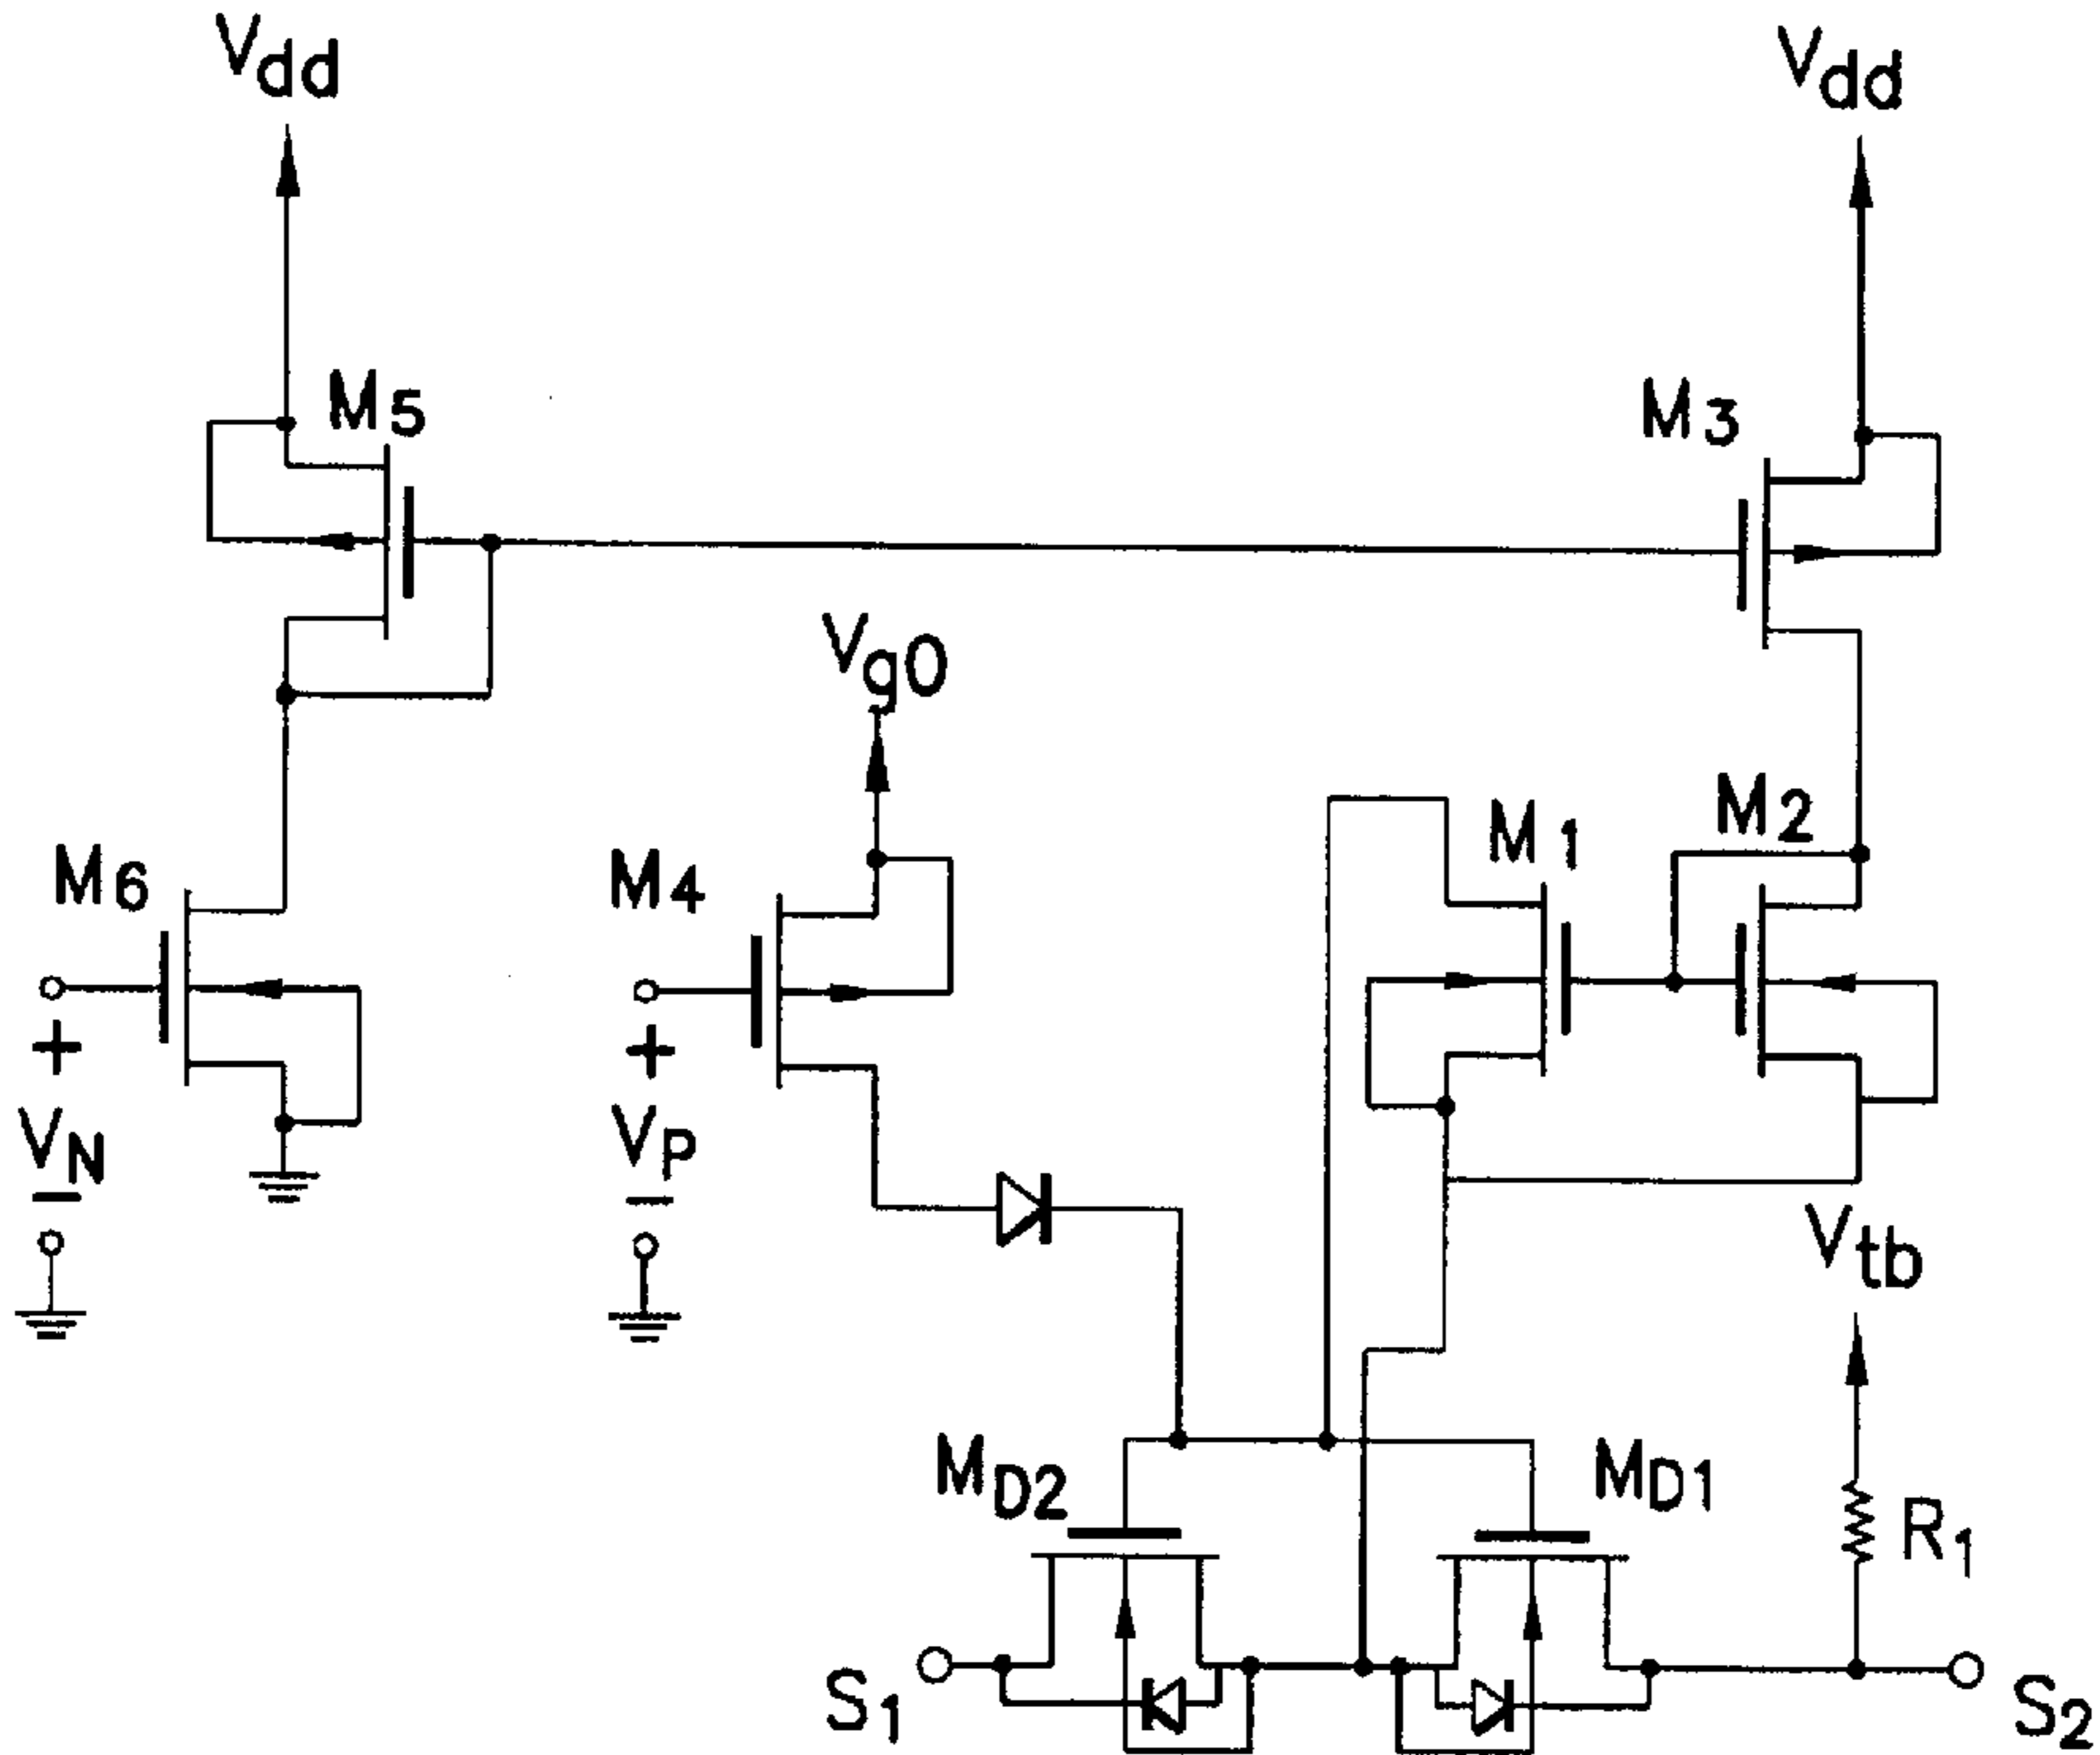 Vdd
Vdd
M5
M3
Vg0
M6
M4
M1
M2
+
VN
−
+
VP
−
Vtb
MD2
MD1
R1
S1
S2